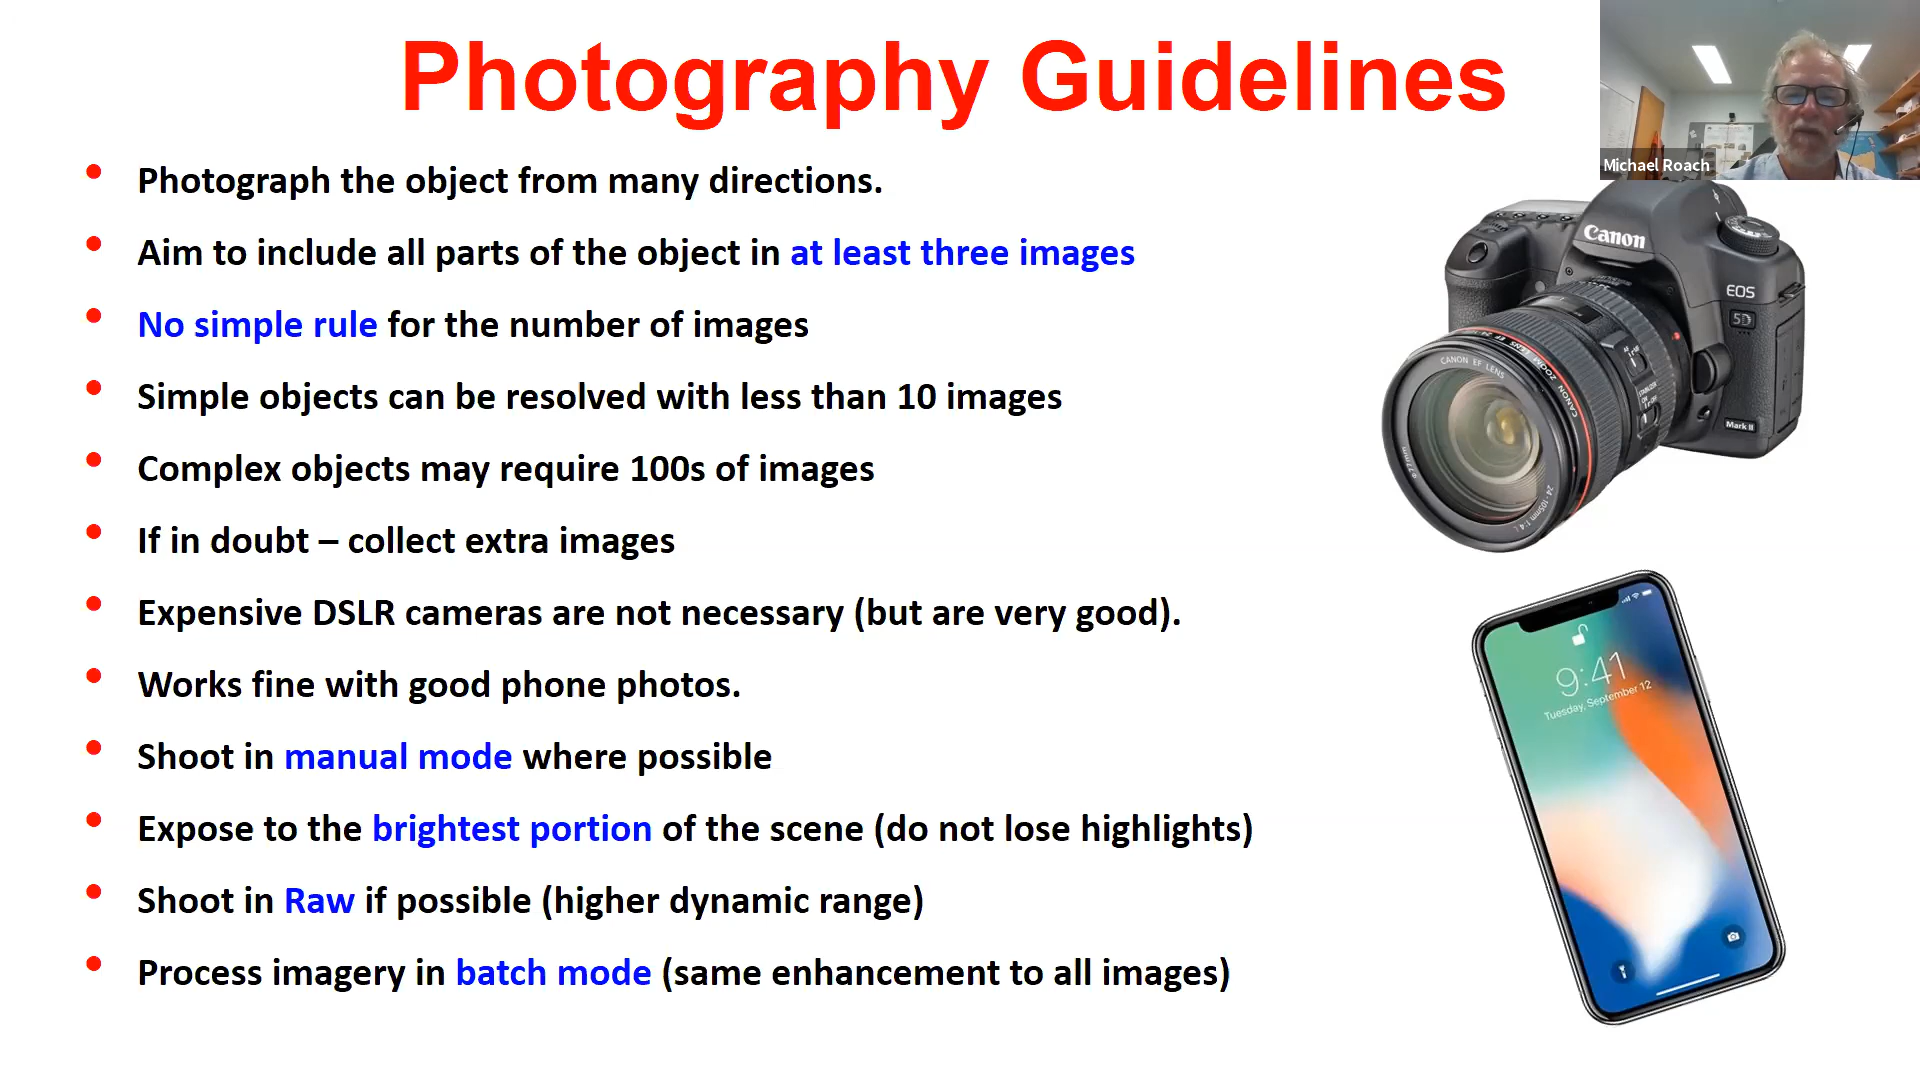 Photography Guidelines
Michael Roach
• Photograph the object from many directions.
• Aim to include all parts of the object in at least three images
• No simple rule for the number of images
• Simple objects can be resolved with less than 10 images
• Complex objects may require 100s of images
• If in doubt – collect extra images
• Expensive DSLR cameras are not necessary (but are very good).
• Works fine with good phone photos.
• Shoot in manual mode where possible
• Expose to the brightest portion of the scene (do not lose highlights)
• Shoot in Raw if possible (higher dynamic range)
• Process imagery in batch mode (same enhancement to all images)
Canon
EOS
5D
Mark II
CANON EF LENS
9:41
Tuesday, September 12